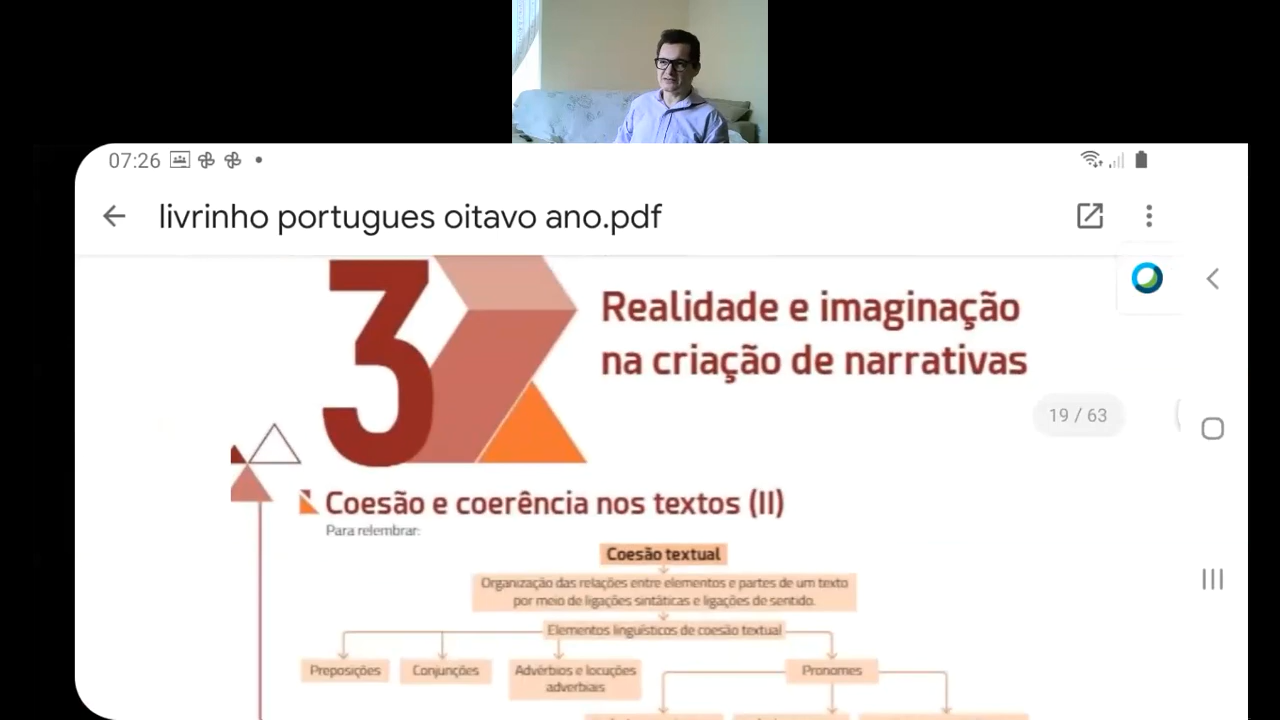 07:26
livrinho portugues oitavo ano.pdf
3
Realidade e imaginação
na criação de narrativas
19 / 63
Coesão e coerência nos textos (II)
Para relembrar:
Coesão textual
Organização das relações entre elementos e partes de um texto
por meio de ligações sintáticas e ligações de sentido.
Elementos linguísticos de coesão textual
Preposições
Conjunções
Advérbios e locuções
adverbiais
Pronomes